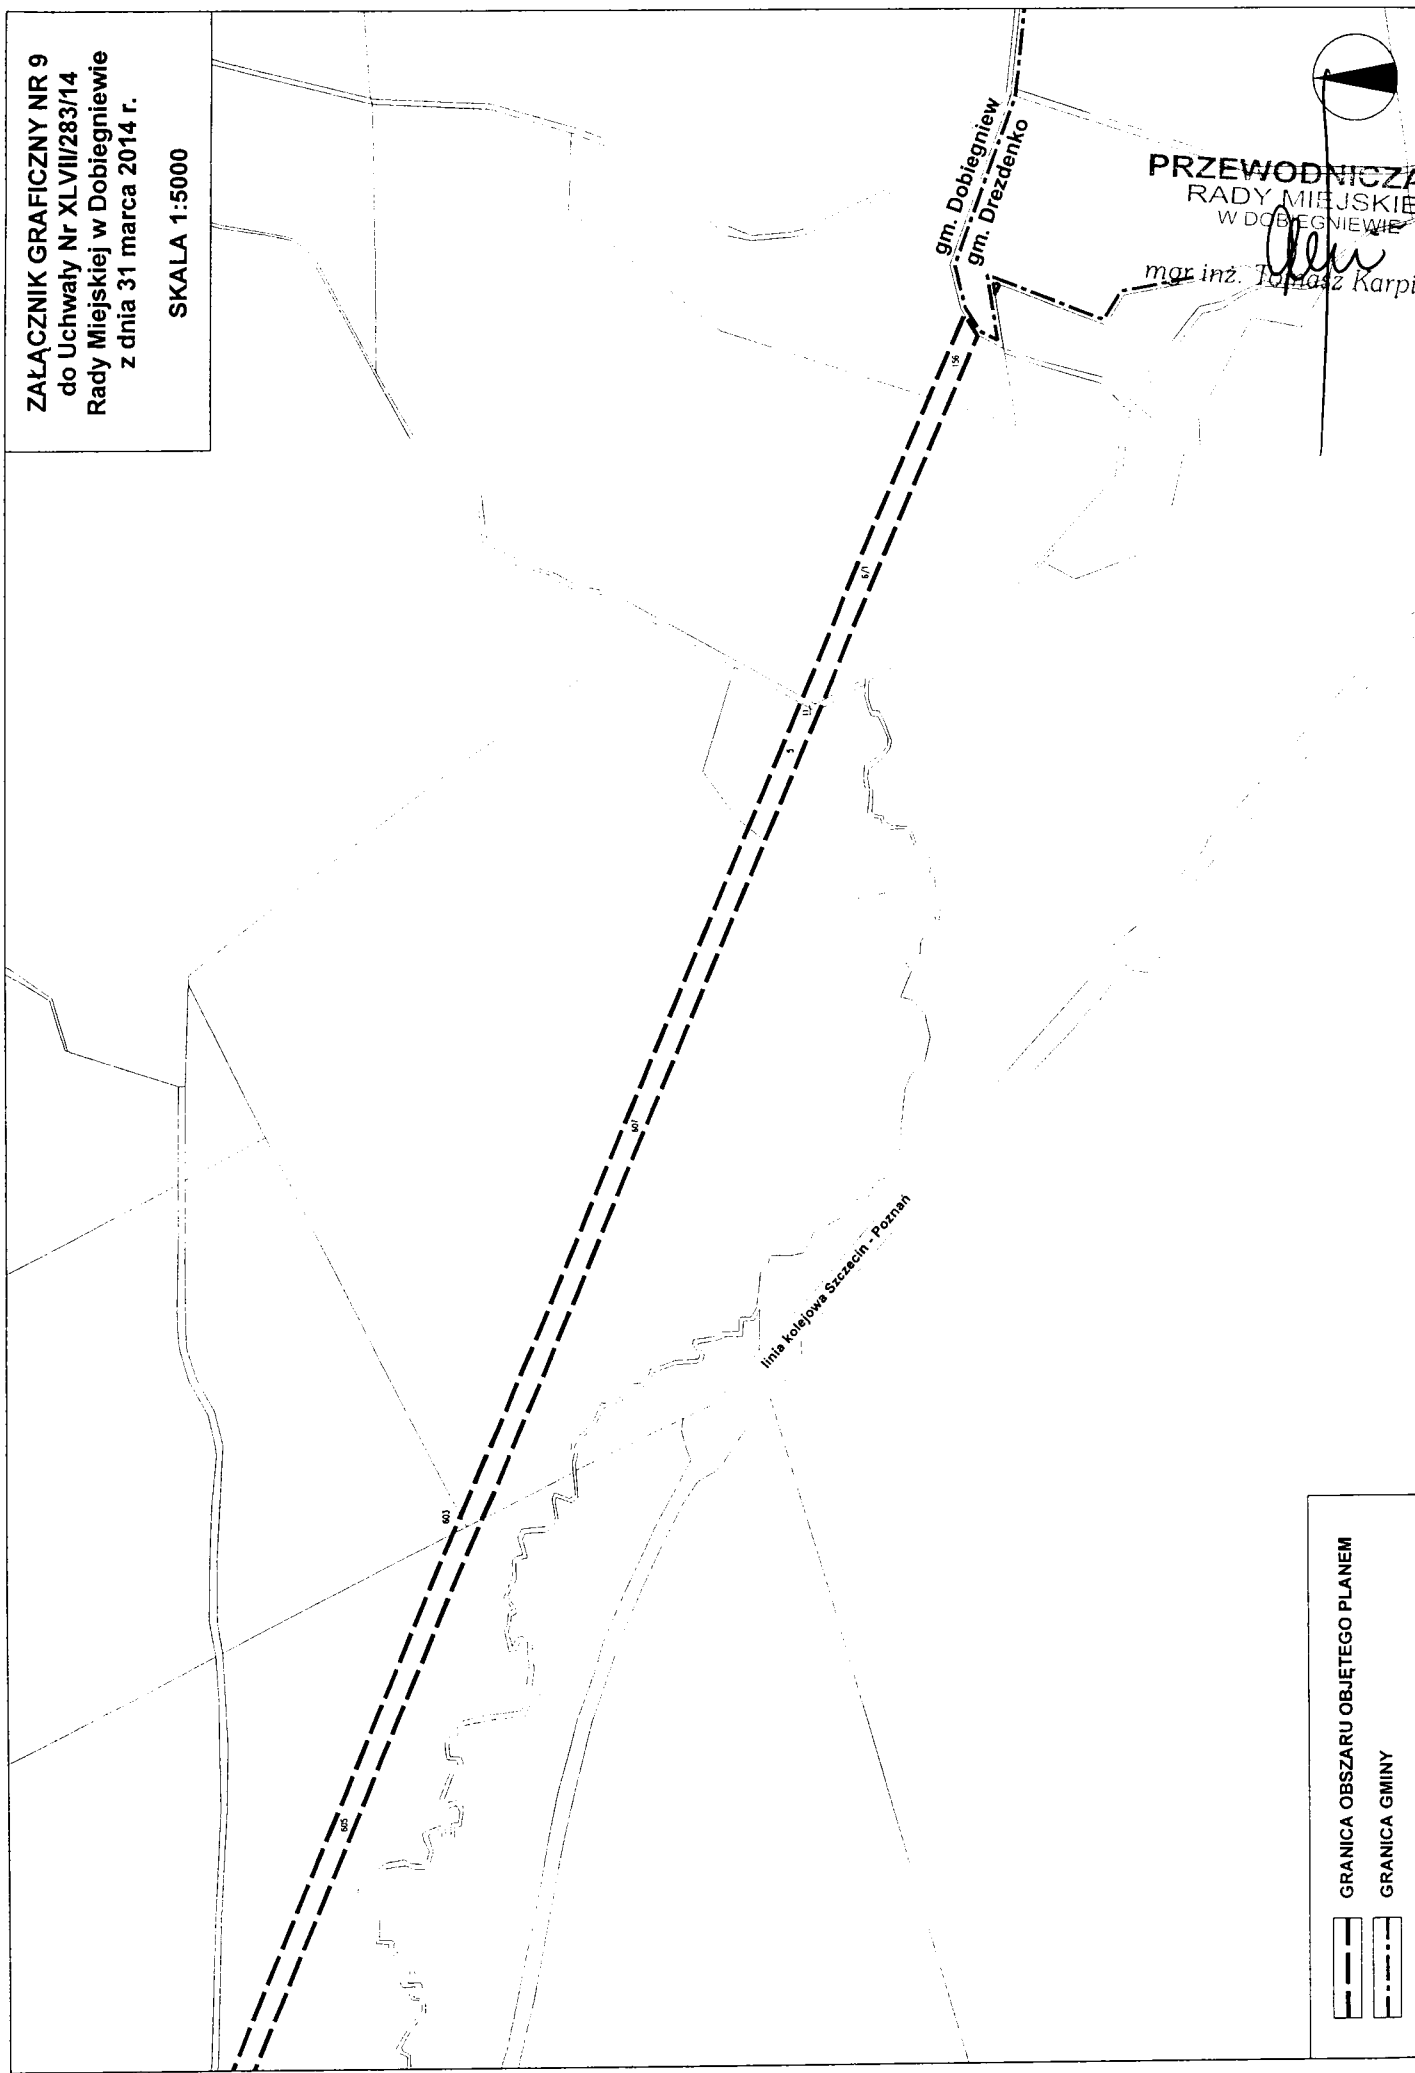 ZAŁĄCZNIK GRAFICZNY NR 9
do Uchwały Nr XLVII/283/14
Rady Miejskiej w Dobiegniewie
z dnia 31 marca 2014 r.
SKALA 1:5000
gm. Dobiegniew
gm. Drezdenko
PRZEWODNICZĄ
RADY MIEJSKIE
W DOBIEGNIEWIE
mgr inż. Tomasz Karpi
156
6/1
5
607
603
605
linia kolejowa Szczecin - Poznań
GRANICA OBSZARU OBJĘTEGO PLANEM
GRANICA GMINY